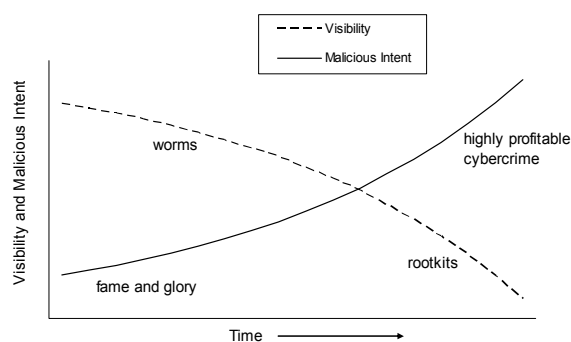 Visibility
Malicious Intent
Visibility and Malicious Intent
worms
highly profitable
cybercrime
fame and glory
rootkits
Time